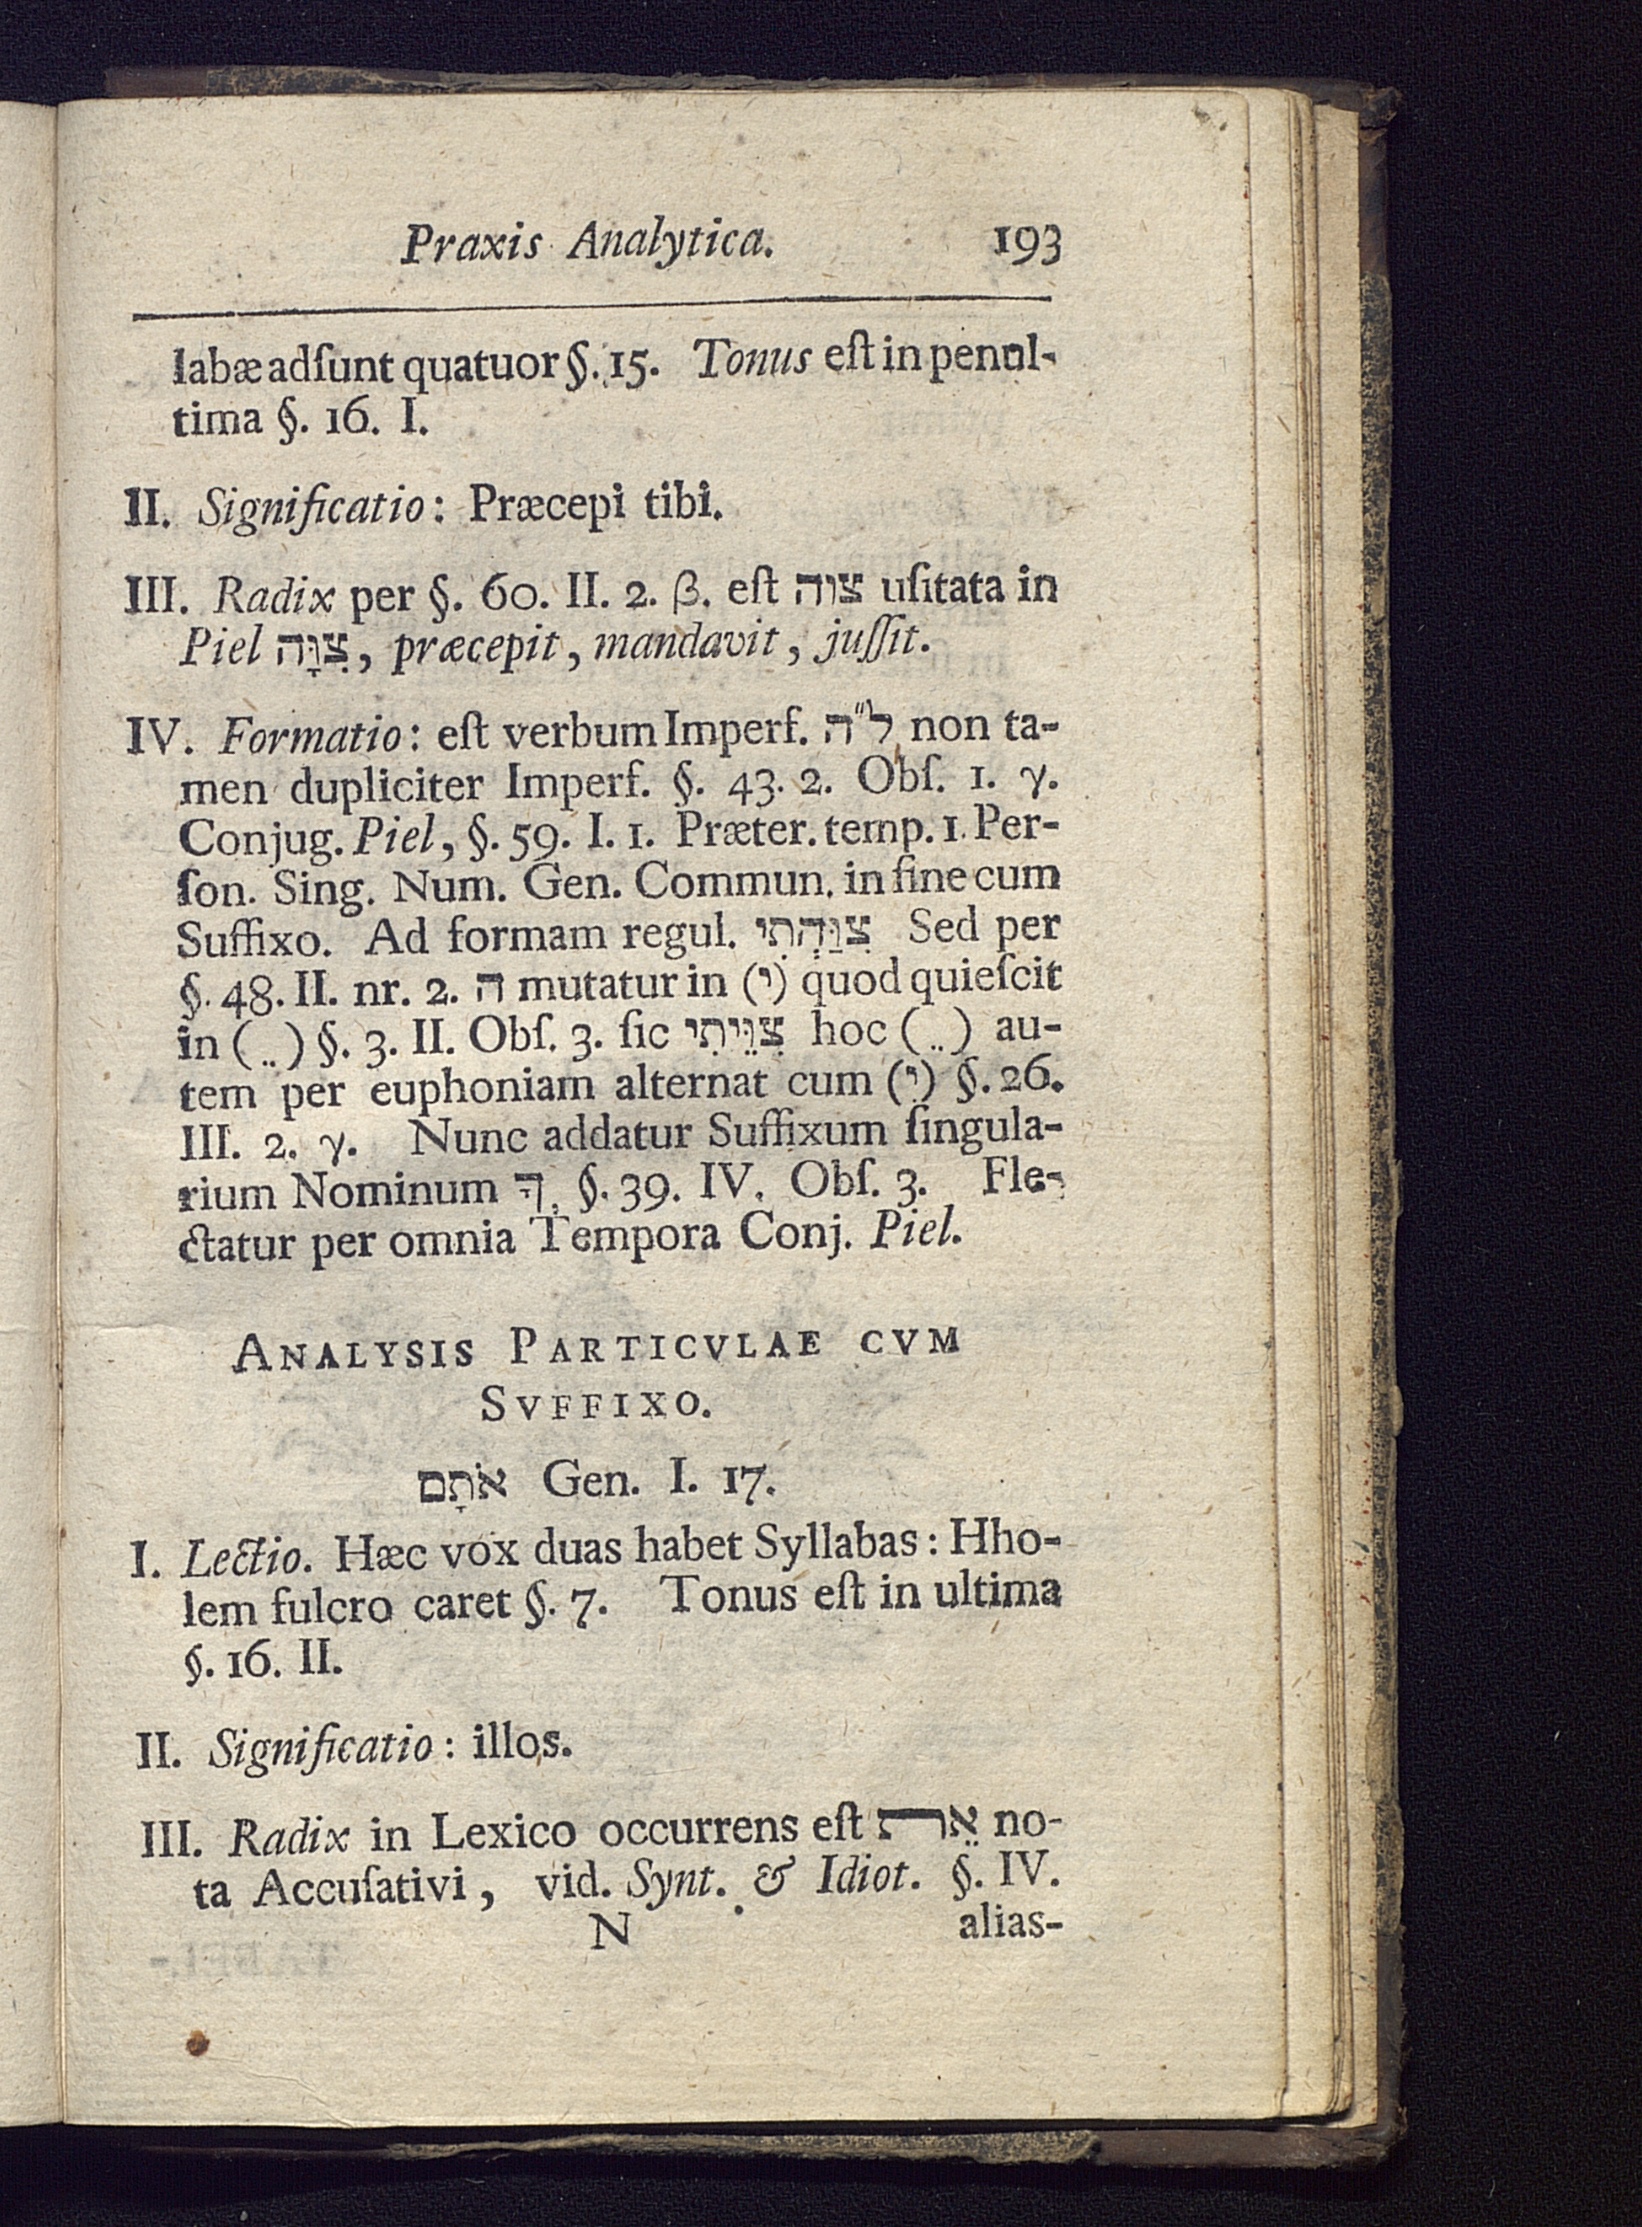 Praxis Analytica. 193
labæ adſunt quatuor §. 15. Tonus eſt in penul-
tima §. 16. I.
II. Significatio: Præcepi tibi.
III. Radix per §. 60. II. 2. β. eſt צוה uſitata in
Piel צִוָּה, præcepit, mandavit, juſſit.
IV. Formatio: eſt verbum Imperf. ל״ה non ta-
men dupliciter Imperf. §. 43. 2. Obſ. 1. γ.
Conjug. Piel, §. 59. I. 1. Præter. temp. 1. Per-
ſon. Sing. Num. Gen. Commun. in fine cum
Suffixo. Ad formam regul. צִוַּהְתִי Sed per
§. 48. II. nr. 2. ה mutatur in (י) quod quieſcit
in (ֵ) §. 3. II. Obſ. 3. ſic צִוֵּיתִי hoc (ֵ) au-
tem per euphoniam alternat cum (יִ) §. 26.
III. 2. γ. Nunc addatur Suffixum ſingula-
rium Nominum ךָ, §. 39. IV. Obſ. 3. Fle-
ctatur per omnia Tempora Conj. Piel.
ANALYSIS PARTICVLAE CVM
SVFFIXO.
אֹתָם Gen. I. 17.
I. Lectio. Hæc vox duas habet Syllabas: Hho-
lem fulcro caret §. 7. Tonus eſt in ultima
§. 16. II.
II. Significatio: illos.
III. Radix in Lexico occurrens eſt אֵת no-
ta Accuſativi, vid. Synt. & Idiot. §. IV.
N alias-